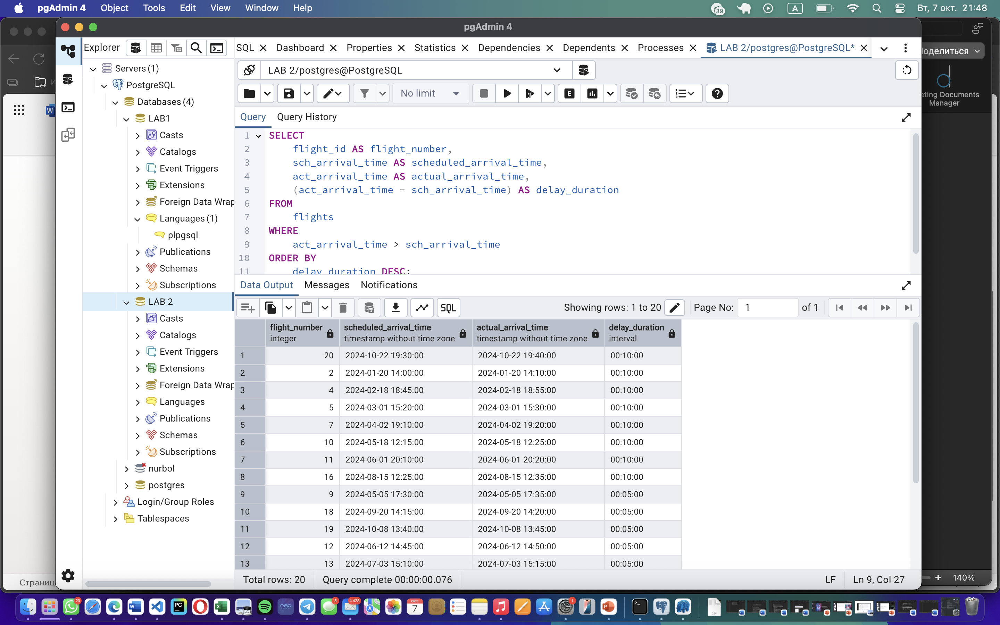 pgAdmin 4 Object Tools Edit View Window Help
39 A Вт, 7 окт. 21:48
pgAdmin 4
Explorer
SQL Dashboard Properties Statistics Dependencies Dependents Processes LAB 2/postgres@PostgreSQL*
LAB 2/postgres@PostgreSQL
No limit
Servers (1)
PostgreSQL
Databases (4)
LAB1
Casts
Catalogs
Event Triggers
Extensions
Foreign Data Wrap
Languages (1)
plpgsql
Publications
Schemas
Subscriptions
LAB 2
Casts
Catalogs
Event Triggers
Extensions
Foreign Data Wrap
Languages
Publications
Schemas
Subscriptions
nurbol
postgres
Login/Group Roles
Tablespaces
Query Query History
1 SELECT
2 flight_id AS flight_number,
3 sch_arrival_time AS scheduled_arrival_time,
4 act_arrival_time AS actual_arrival_time,
5 (act_arrival_time - sch_arrival_time) AS delay_duration
6 FROM
7 flights
8 WHERE
9 act_arrival_time > sch_arrival_time
10 ORDER BY
11 delay_duration DESC;
Data Output Messages Notifications
SQL Showing rows: 1 to 20 Page No: 1 of 1
flight_number scheduled_arrival_time actual_arrival_time delay_duration
integer timestamp without time zone timestamp without time zone interval
1 20 2024-10-22 19:30:00 2024-10-22 19:40:00 00:10:00
2 2 2024-01-20 14:00:00 2024-01-20 14:10:00 00:10:00
3 4 2024-02-18 18:45:00 2024-02-18 18:55:00 00:10:00
4 5 2024-03-01 15:20:00 2024-03-01 15:30:00 00:10:00
5 7 2024-04-02 19:10:00 2024-04-02 19:20:00 00:10:00
6 10 2024-05-18 12:15:00 2024-05-18 12:25:00 00:10:00
7 11 2024-06-01 20:10:00 2024-06-01 20:20:00 00:10:00
8 16 2024-08-15 12:25:00 2024-08-15 12:35:00 00:10:00
9 9 2024-05-05 17:30:00 2024-05-05 17:35:00 00:05:00
10 18 2024-09-20 14:15:00 2024-09-20 14:20:00 00:05:00
11 19 2024-10-08 13:40:00 2024-10-08 13:45:00 00:05:00
12 12 2024-06-12 14:45:00 2024-06-12 14:50:00 00:05:00
13 13 2024-07-03 15:10:00 2024-07-03 15:15:00 00:05:00
Total rows: 20 Query complete 00:00:00.076 LF Ln 9, Col 27
оделиться
eting Documents
Manager
Страниц
140%
23 PC 5 4 428 ОКТ. 7 1